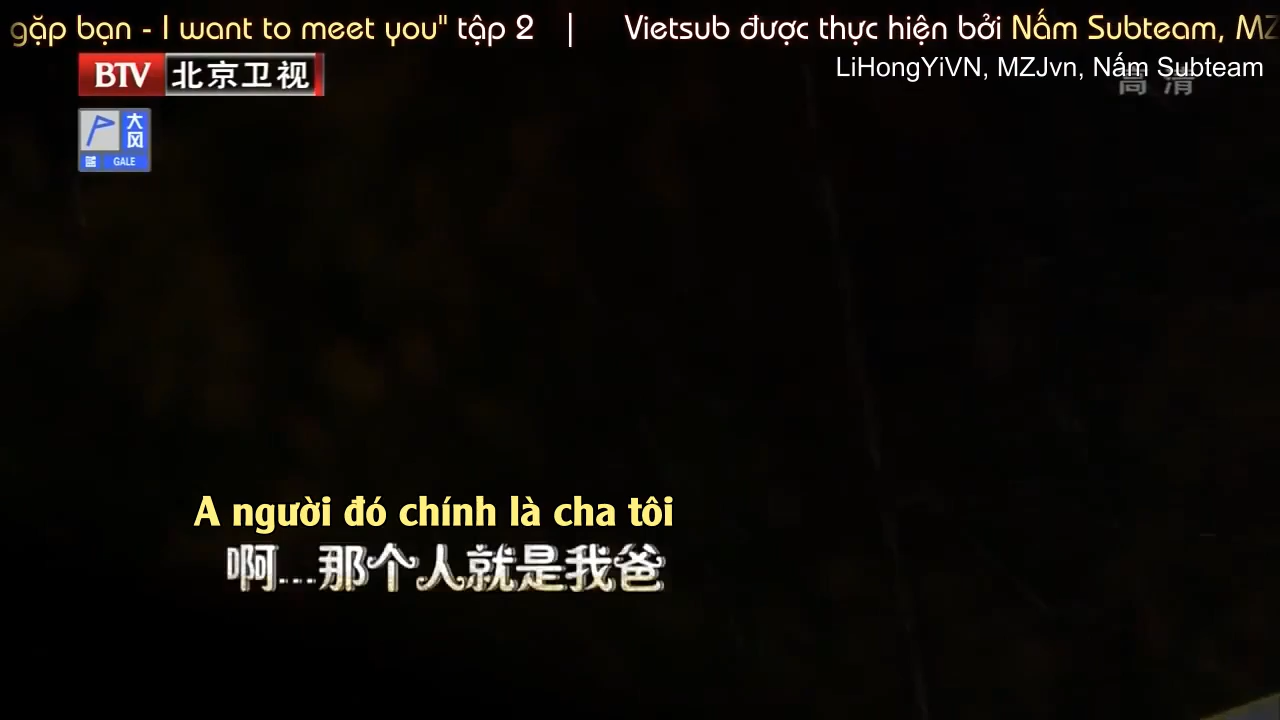 gặp bạn - I want to meet you" tập 2 | Vietsub được thực hiện bởi Nấm Subteam, MZ
BTV 北京卫视
LiHongYiVN, MZJvn, Nấm Subteam
高清
大风
GALE
A người đó chính là cha tôi
啊...那个人就是我爸